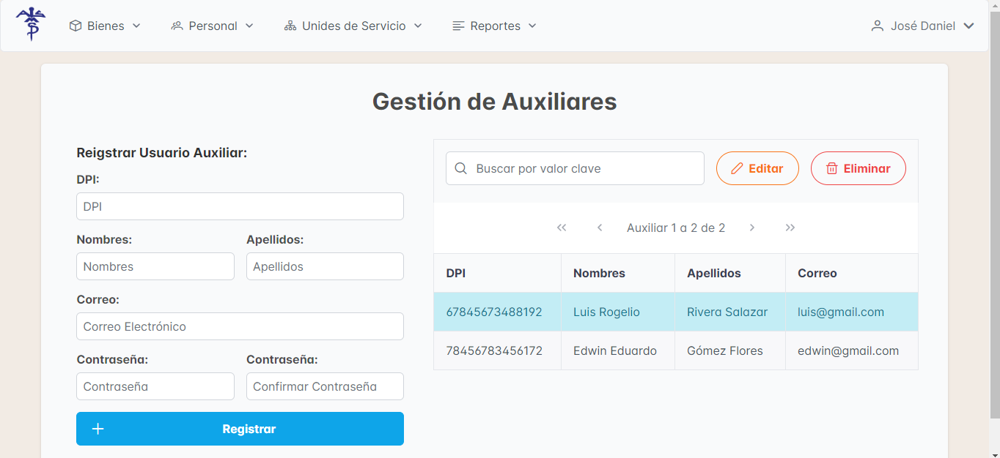 Bienes Personal Unides de Servicio Reportes José Daniel
Gestión de Auxiliares
Reigstrar Usuario Auxiliar:
DPI:
DPI
Nombres: Apellidos:
Nombres Apellidos
Correo:
Correo Electrónico
Contraseña: Contraseña:
Contraseña Confirmar Contraseña
Registrar
Buscar por valor clave Editar Eliminar
Auxiliar 1 a 2 de 2
DPI Nombres Apellidos Correo
67845673488192 Luis Rogelio Rivera Salazar luis@gmail.com
78456783456172 Edwin Eduardo Gómez Flores edwin@gmail.com